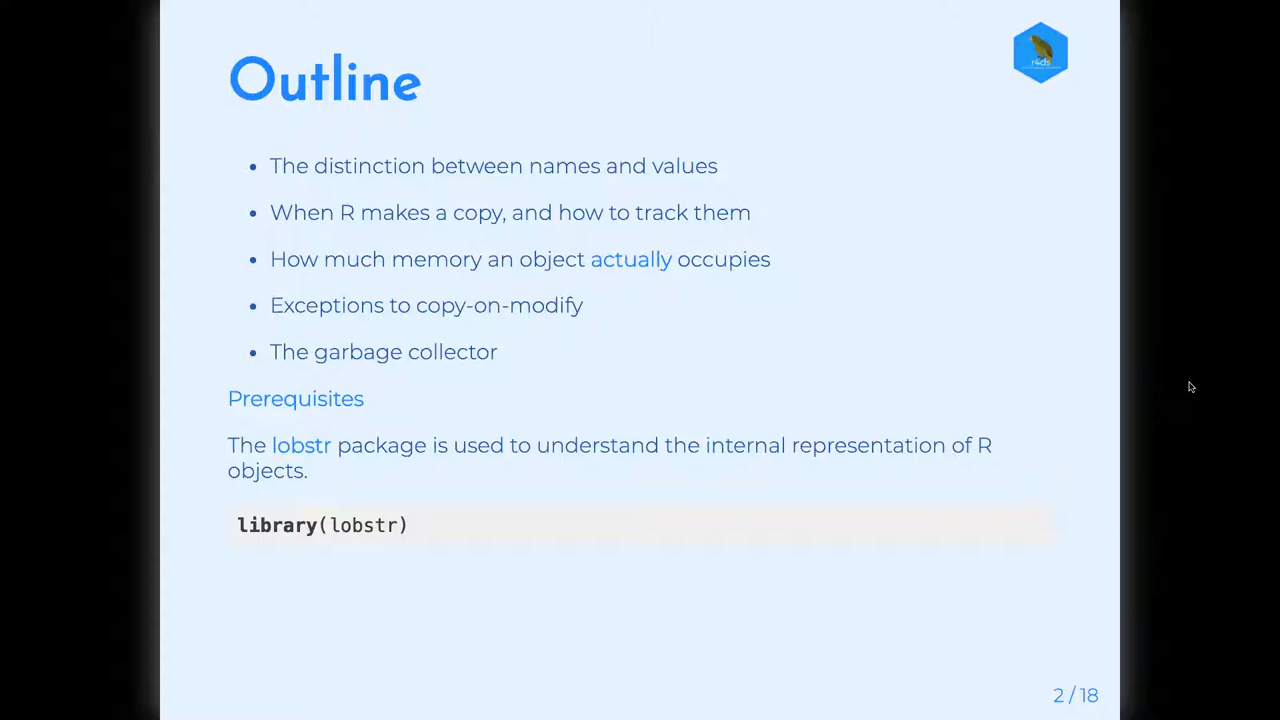 Outline
r4ds
The distinction between names and values
When R makes a copy, and how to track them
How much memory an object actually occupies
Exceptions to copy-on-modify
The garbage collector
Prerequisites
The lobstr package is used to understand the internal representation of R
objects.
library(lobstr)
2 / 18